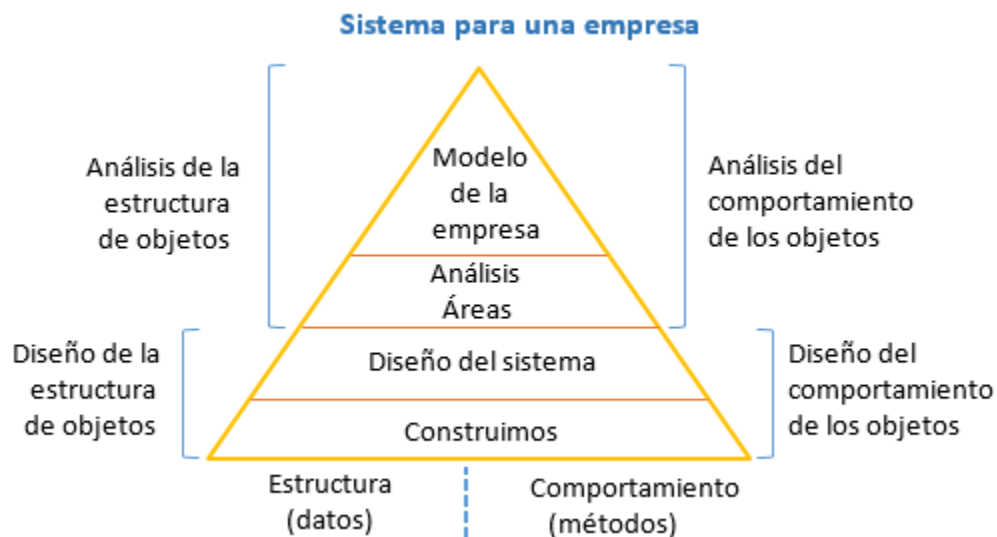 Sistema para una empresa
Análisis de la
estructura
de objetos
Modelo
de la
empresa
Análisis del
comportamiento
de los objetos
Análisis
Áreas
Diseño de la
estructura
de objetos
Diseño del sistema
Diseño del
comportamiento
de los objetos
Construimos
Estructura
(datos)
Comportamiento
(métodos)